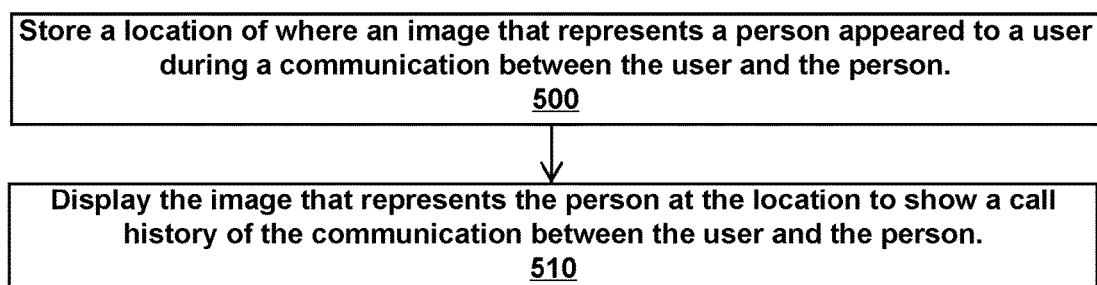 Store a location of where an image that represents a person appeared to a user
during a communication between the user and the person.
500
Display the image that represents the person at the location to show a call
history of the communication between the user and the person.
510